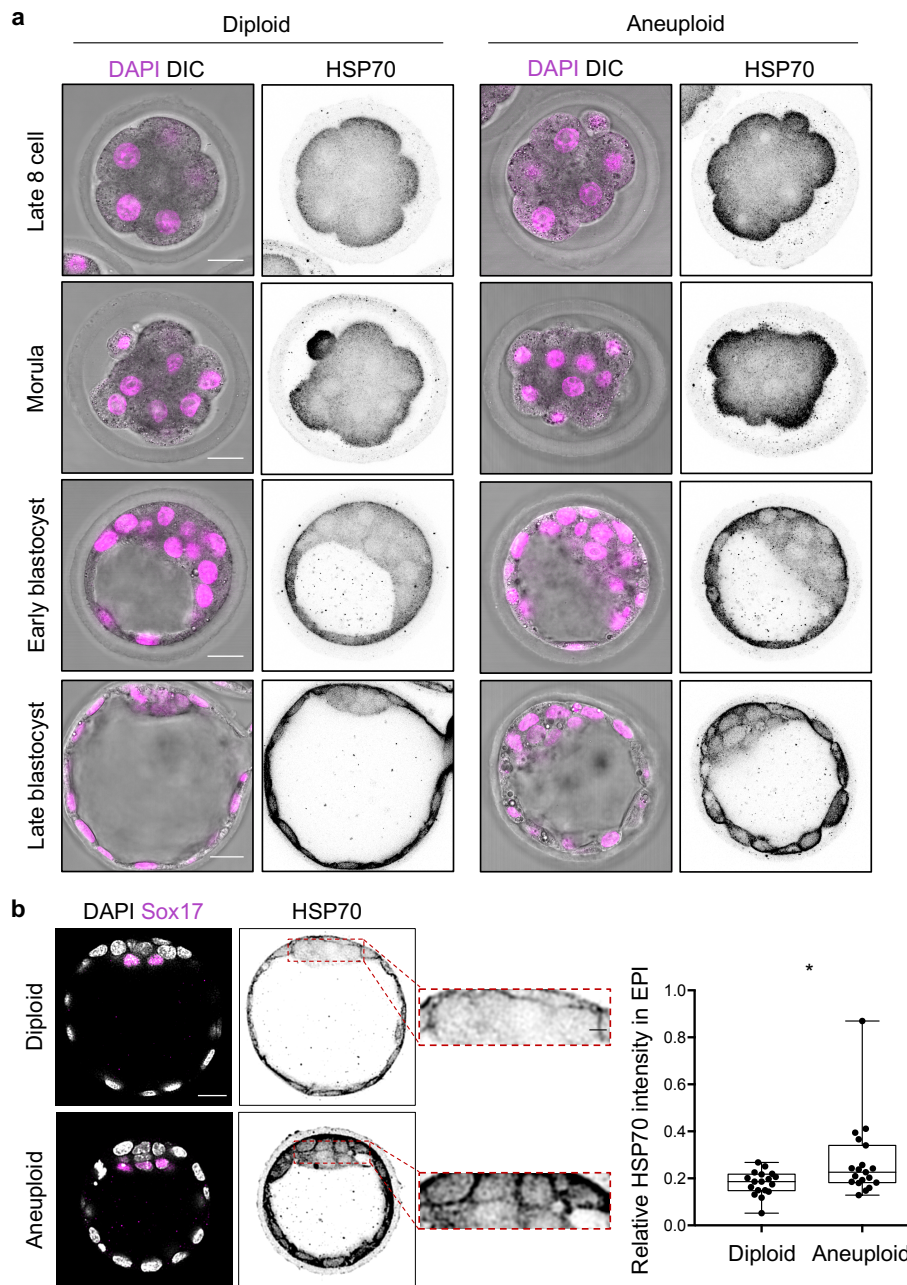 a
Diploid
Aneuploid
DAPI DIC
HSP70
DAPI DIC
HSP70
Late 8 cell
Morula
Early blastocyst
Late blastocyst
b
DAPI Sox17
HSP70
Diploid
Aneuploid
Relative HSP70 intensity in EPI
*
1.0
0.8
0.6
0.4
0.2
0.0
Diploid
Aneuploid